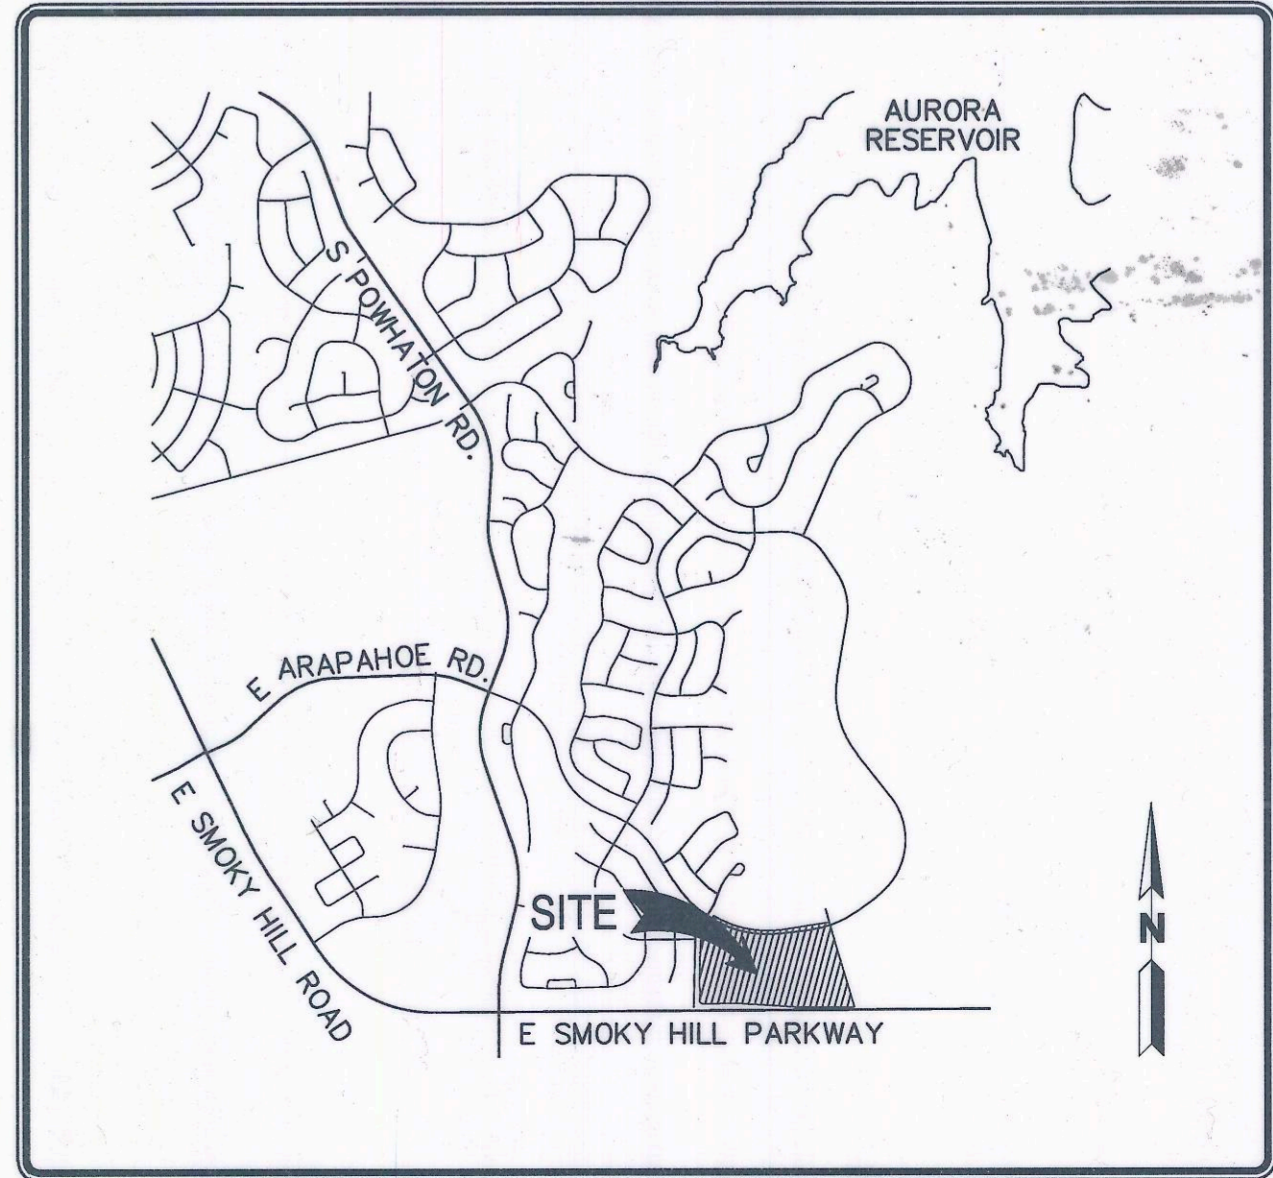 AURORA
RESERVOIR
S POWHATON RD.
E ARAPAHOE RD.
E SMOKY HILL ROAD
SITE
N
E SMOKY HILL PARKWAY